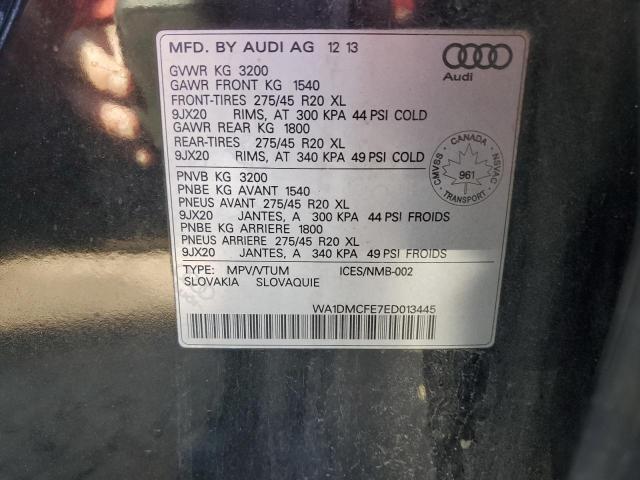 MFD. BY AUDI AG 12 13
Audi
GVWR KG 3200
GAWR FRONT KG 1540
FRONT-TIRES 275/45 R20 XL
9JX20 RIMS, AT 300 KPA 44 PSI COLD
GAWR REAR KG 1800
REAR-TIRES 275/45 R20 XL
9JX20 RIMS, AT 340 KPA 49 PSI COLD
CANADA
CMVSS 961 NSVAC
TRANSPORT
PNVB KG 3200
PNBE KG AVANT 1540
PNEUS AVANT 275/45 R20 XL
9JX20 JANTES, A 300 KPA 44 PSI FROIDS
PNBE KG ARRIERE 1800
PNEUS ARRIERE 275/45 R20 XL
9JX20 JANTES, A 340 KPA 49 PSI FROIDS
TYPE: MPV/VTUM ICES/NMB-002
SLOVAKIA SLOVAQUIE
WA1DMCFE7ED013445